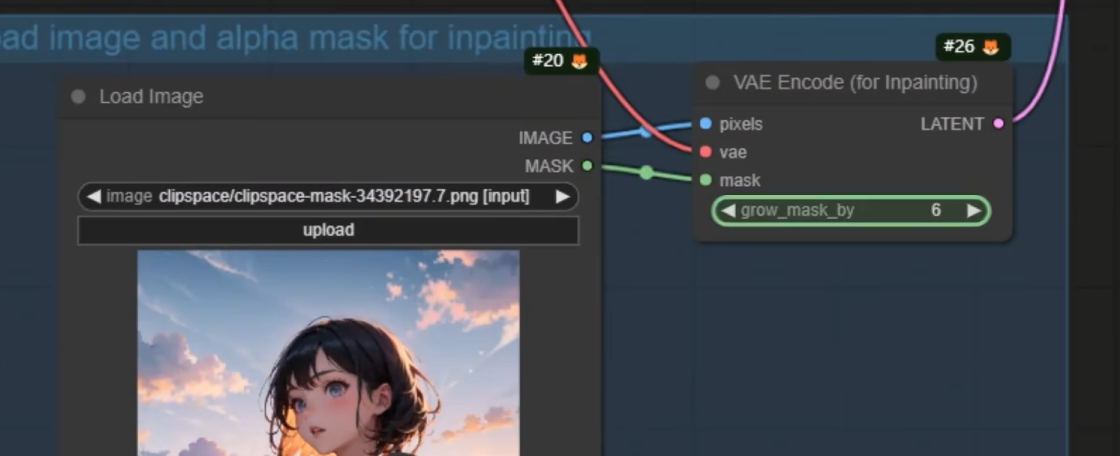 ad image and alpha mask for inpainting
#20
#26
Load Image
VAE Encode (for Inpainting)
IMAGE
MASK
pixels
LATENT
vae
mask
image clipspace/clipspace-mask-34392197.7.png [input]
grow_mask_by 6
upload